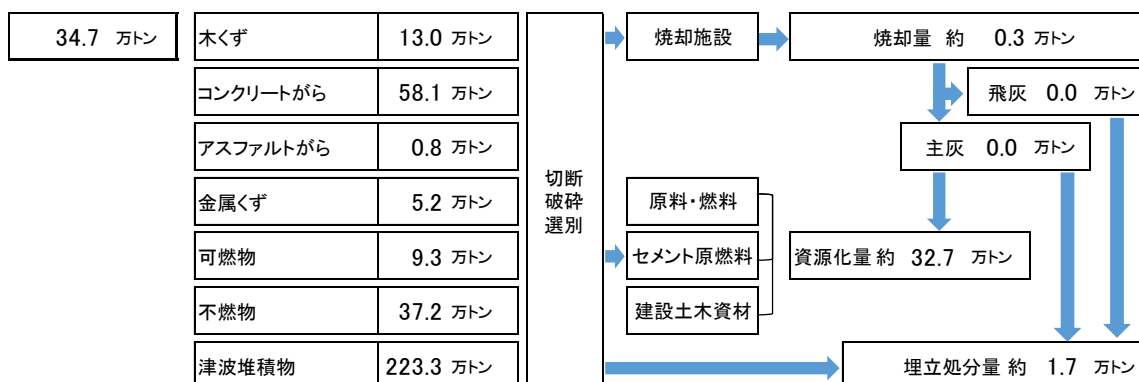 34.7 万トン
木くず 13.0 万トン
コンクリートがら 58.1 万トン
アスファルトがら 0.8 万トン
金属くず 5.2 万トン
可燃物 9.3 万トン
不燃物 37.2 万トン
津波堆積物 223.3 万トン
切断
破砕
選別
焼却施設
焼却量 約 0.3 万トン
飛灰 0.0 万トン
主灰 0.0 万トン
原料・燃料
セメント原燃料
建設土木資材
資源化量 約 32.7 万トン
埋立処分量 約 1.7 万トン